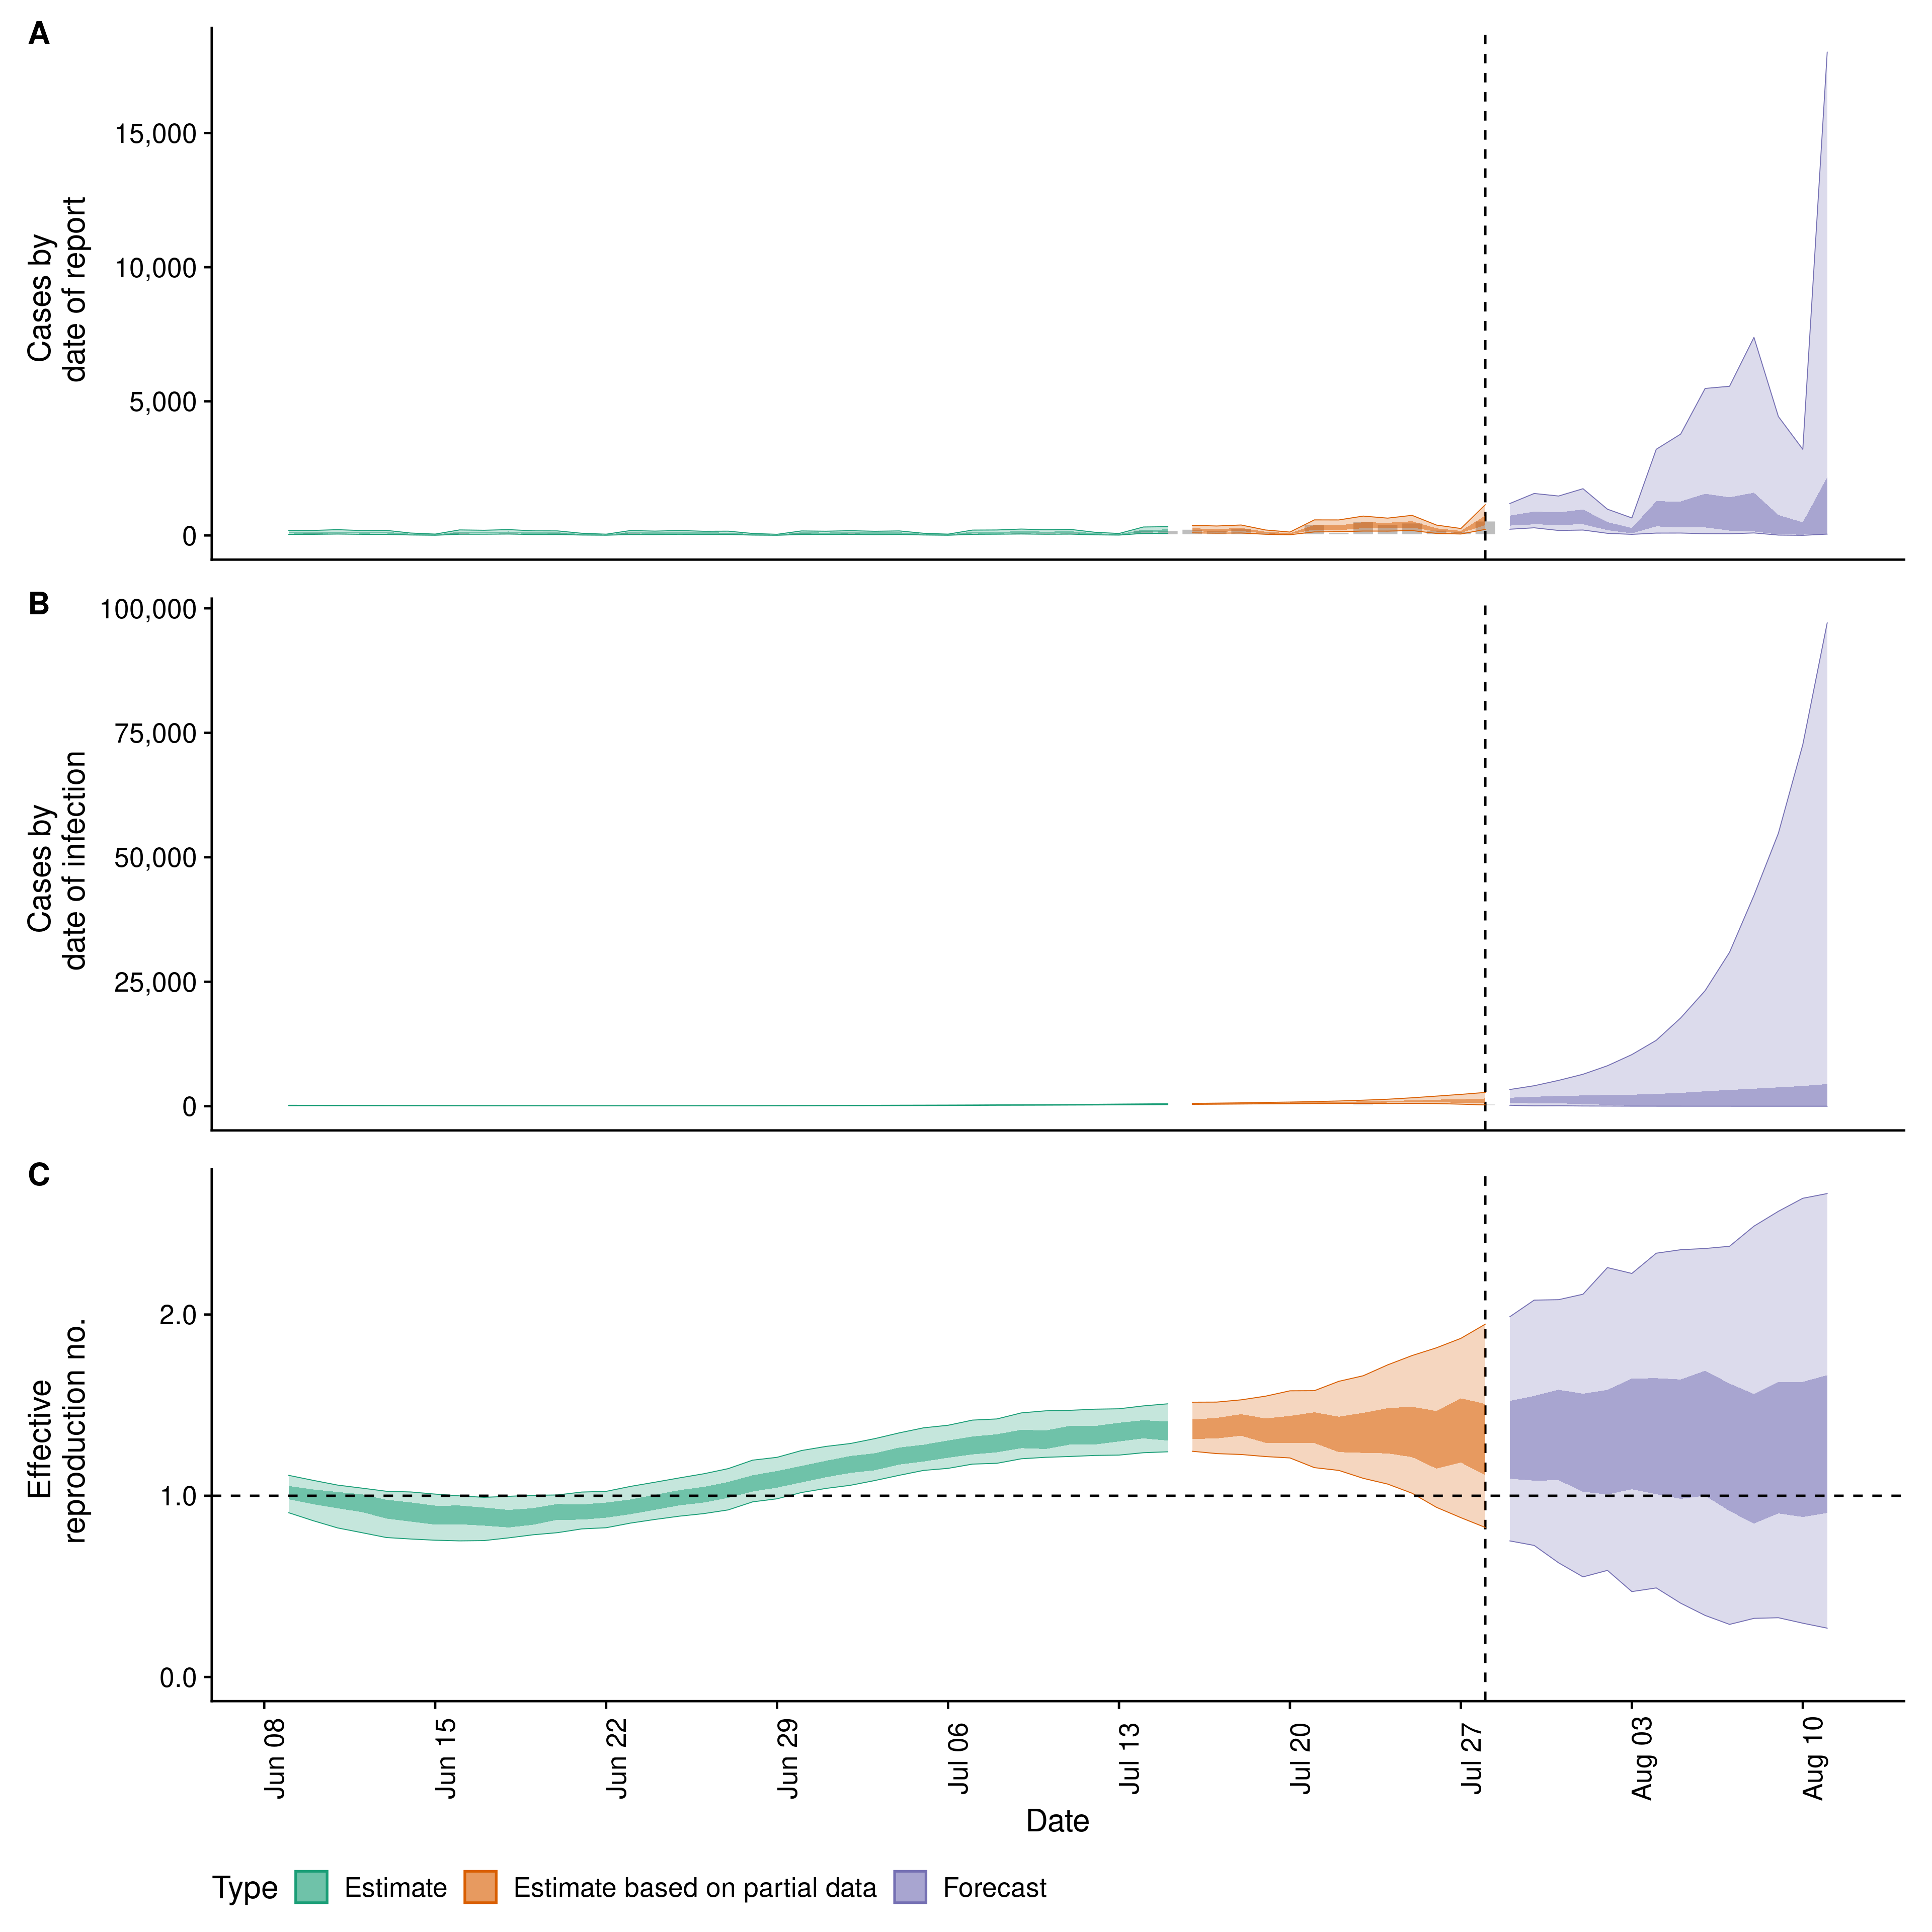 A
Cases by
date of report
15,000
10,000
5,000
0
B
Cases by
date of infection
100,000
75,000
50,000
25,000
0
C
Effective
reproduction no.
2.0
1.0
0.0
Jun 08
Jun 15
Jun 22
Jun 29
Jul 06
Jul 13
Jul 20
Jul 27
Aug 03
Aug 10
Date
Type Estimate Estimate based on partial data Forecast